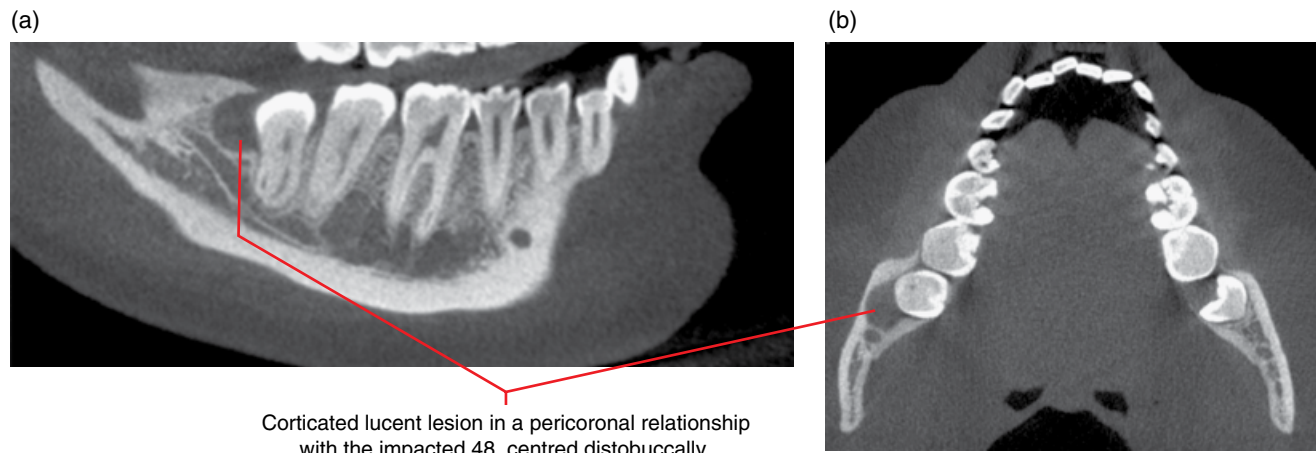 (a)
(b)
Corticated lucent lesion in a pericoronal relationship
with the impacted 48, centred distobuccally